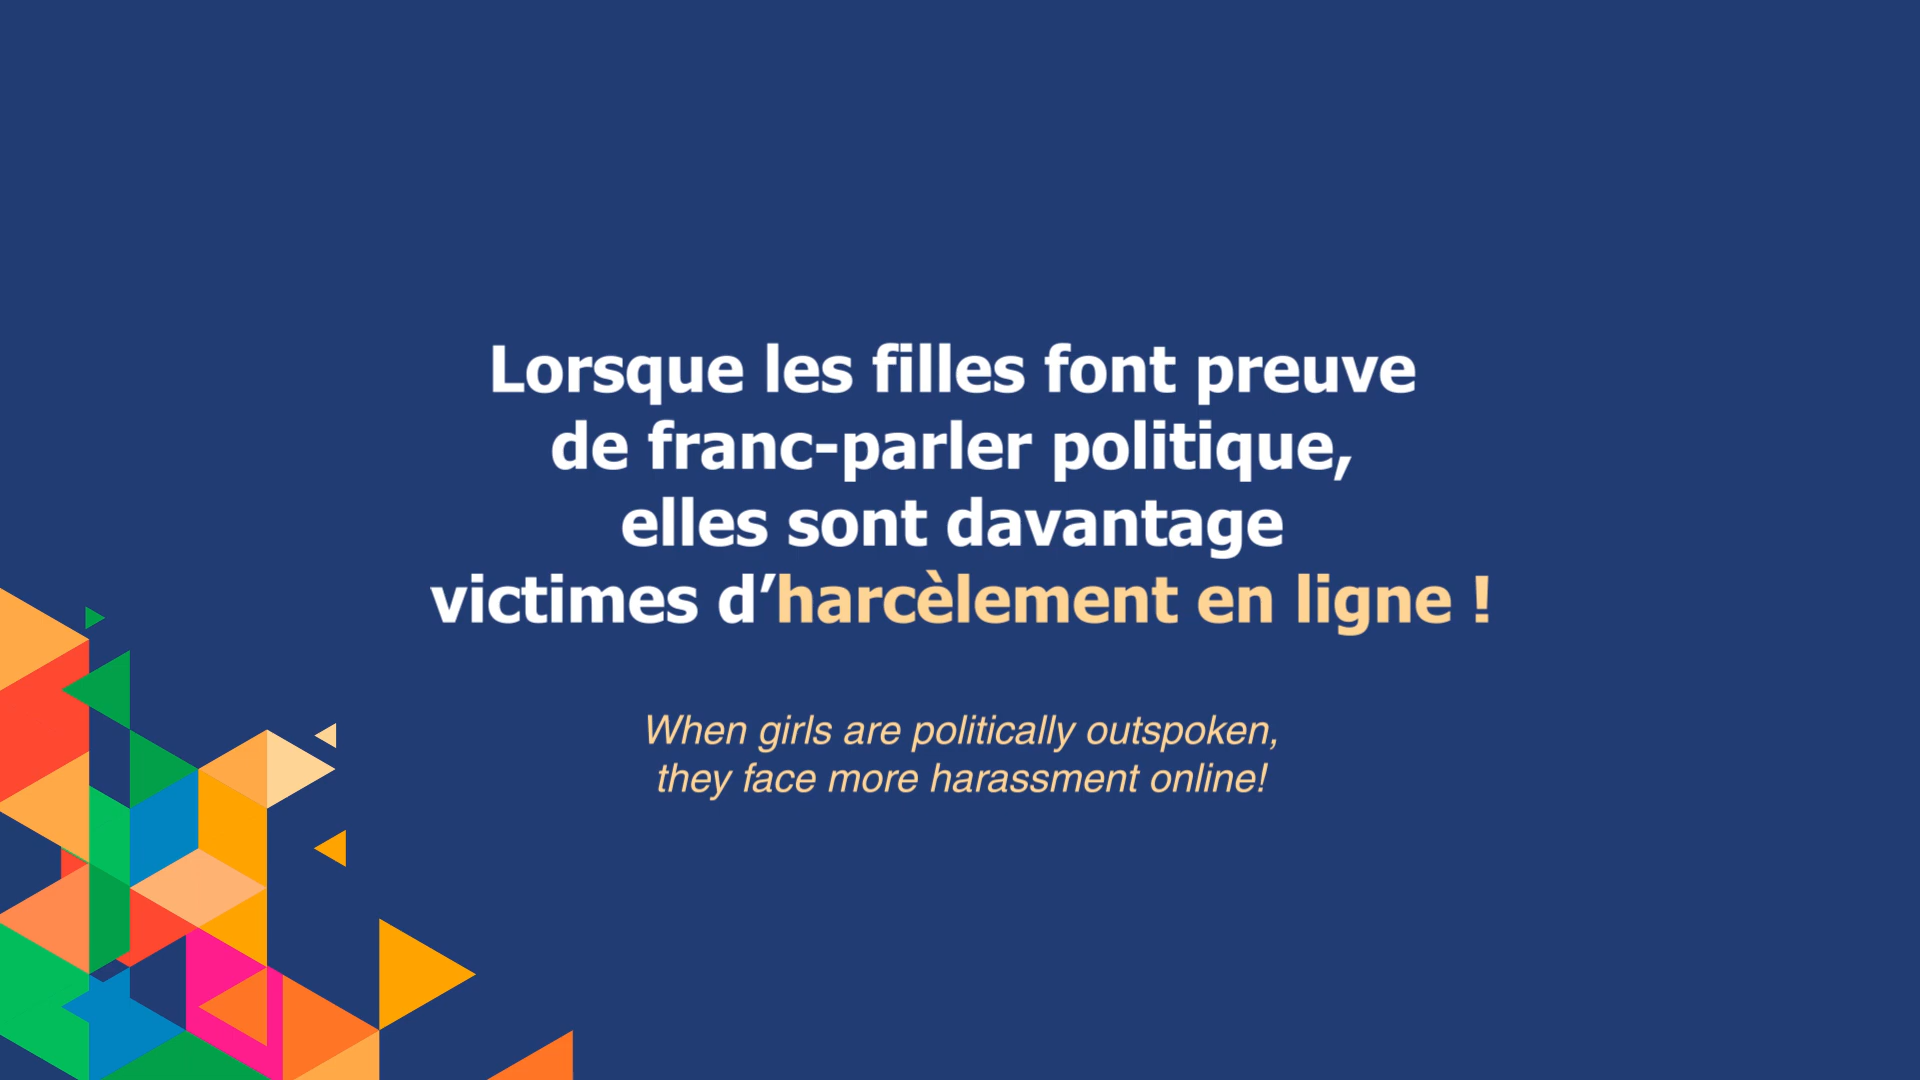 Lorsque les filles font preuve
de franc-parler politique,
elles sont davantage
victimes d’harcèlement en ligne !
When girls are politically outspoken,
they face more harassment online!